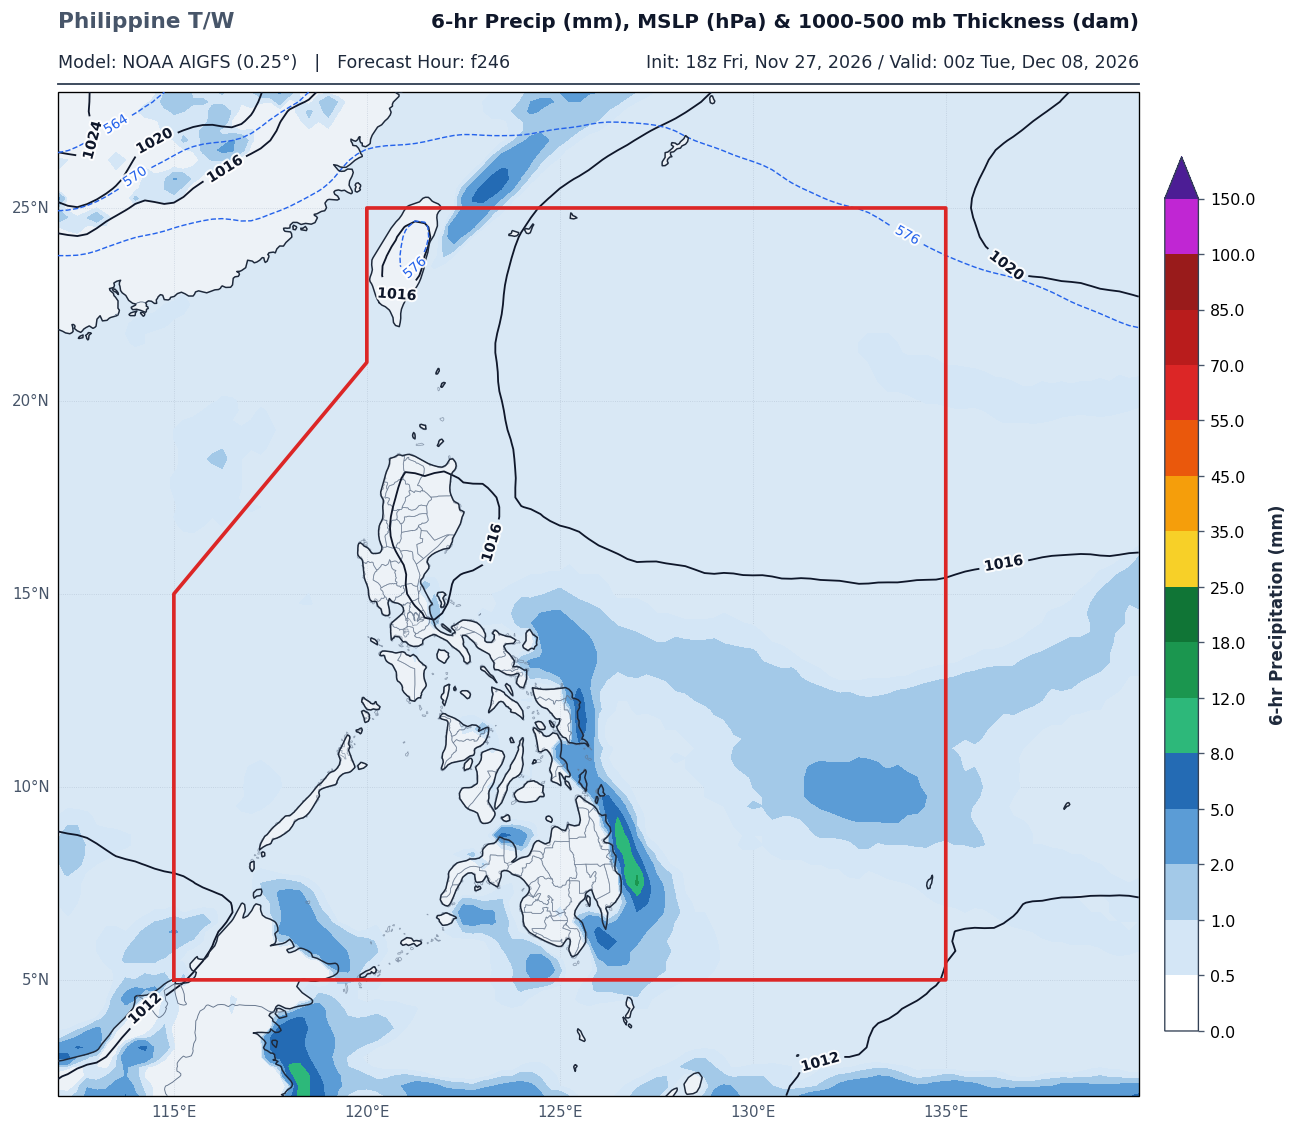 Philippine T/W
6-hr Precip (mm), MSLP (hPa) & 1000-500 mb Thickness (dam)
Model: NOAA AIGFS (0.25°) | Forecast Hour: f246
Init: 18z Fri, Nov 27, 2026 / Valid: 00z Tue, Dec 08, 2026
1024
564
1020
570
1016
576
1016
576
1020
1016
1016
1012
1012
25°N
20°N
15°N
10°N
5°N
115°E
120°E
125°E
130°E
135°E
150.0
100.0
85.0
70.0
55.0
45.0
35.0
25.0
18.0
12.0
8.0
5.0
2.0
1.0
0.5
0.0
6-hr Precipitation (mm)